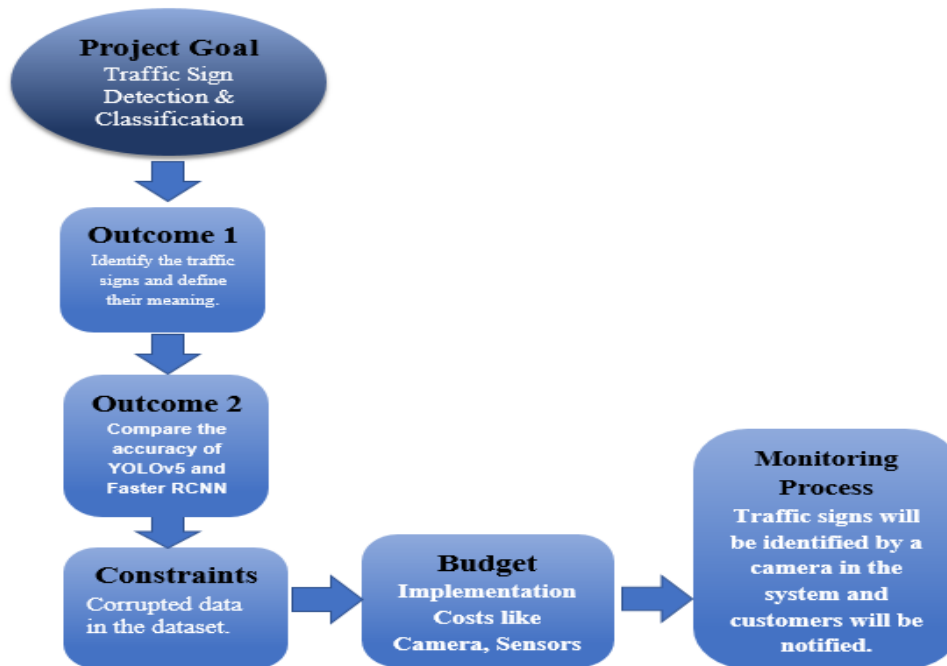 Project Goal
Traffic Sign
Detection &
Classification
Outcome 1
Identify the traffic
signs and define
their meaning.
Outcome 2
Compare the
accuracy of
YOLOv5 and
Faster RCNN
Constraints
Corrupted data
in the dataset.
Budget
Implementation
Costs like
Camera, Sensors
Monitoring
Process
Traffic signs will
be identified by a
camera in the
system and
customers will be
notified.